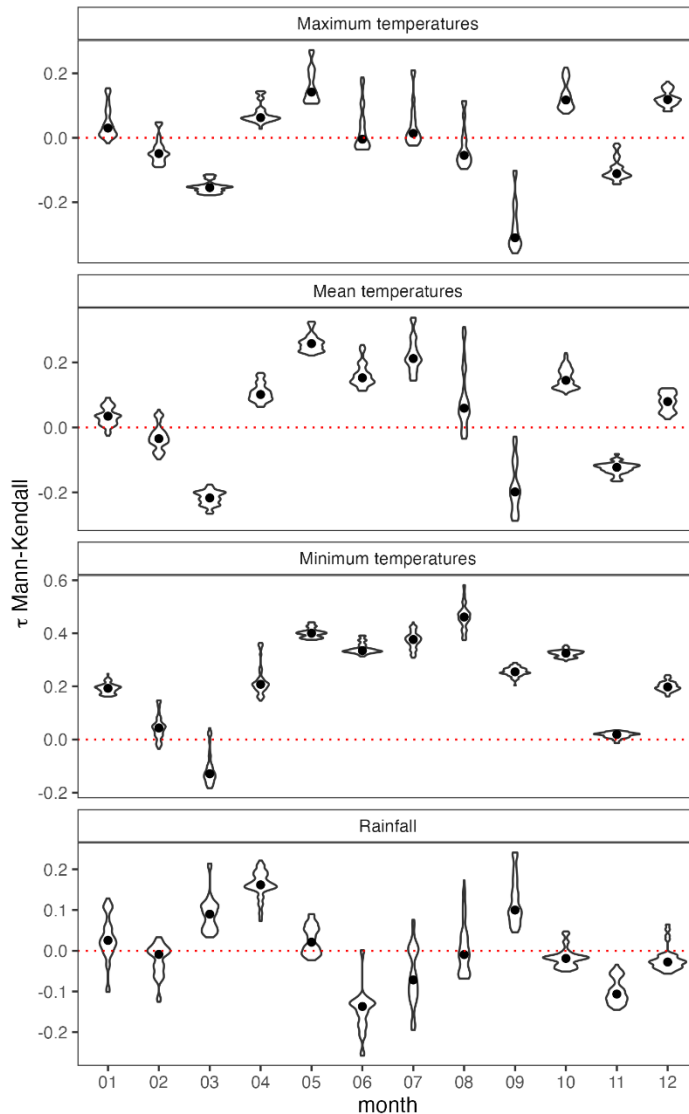 Maximum temperatures
0.2
0.0
-0.2
Mean temperatures
0.2
0.0
-0.2
Minimum temperatures
0.6
0.4
0.2
0.0
-0.2
Rainfall
0.2
0.1
0.0
-0.1
-0.2
τ Mann-Kendall
01 02 03 04 05 06 07 08 09 10 11 12
month